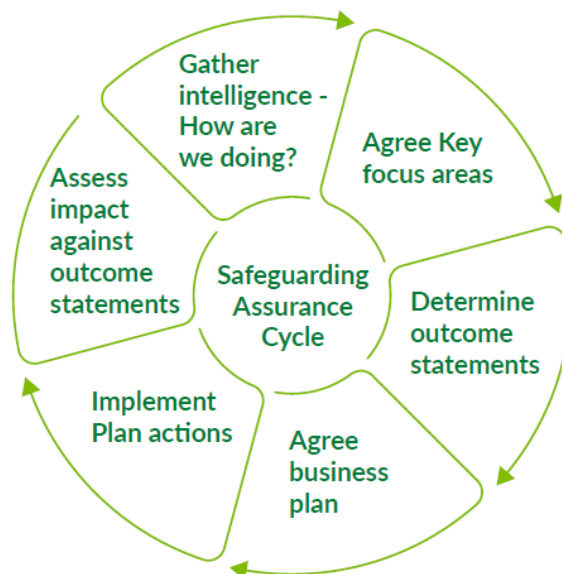 Gather
intelligence -
How are
we doing?
Agree Key
focus areas
Determine
outcome
statements
Agree
business
plan
Implement
Plan actions
Assess
impact
against
outcome
statements
Safeguarding
Assurance
Cycle